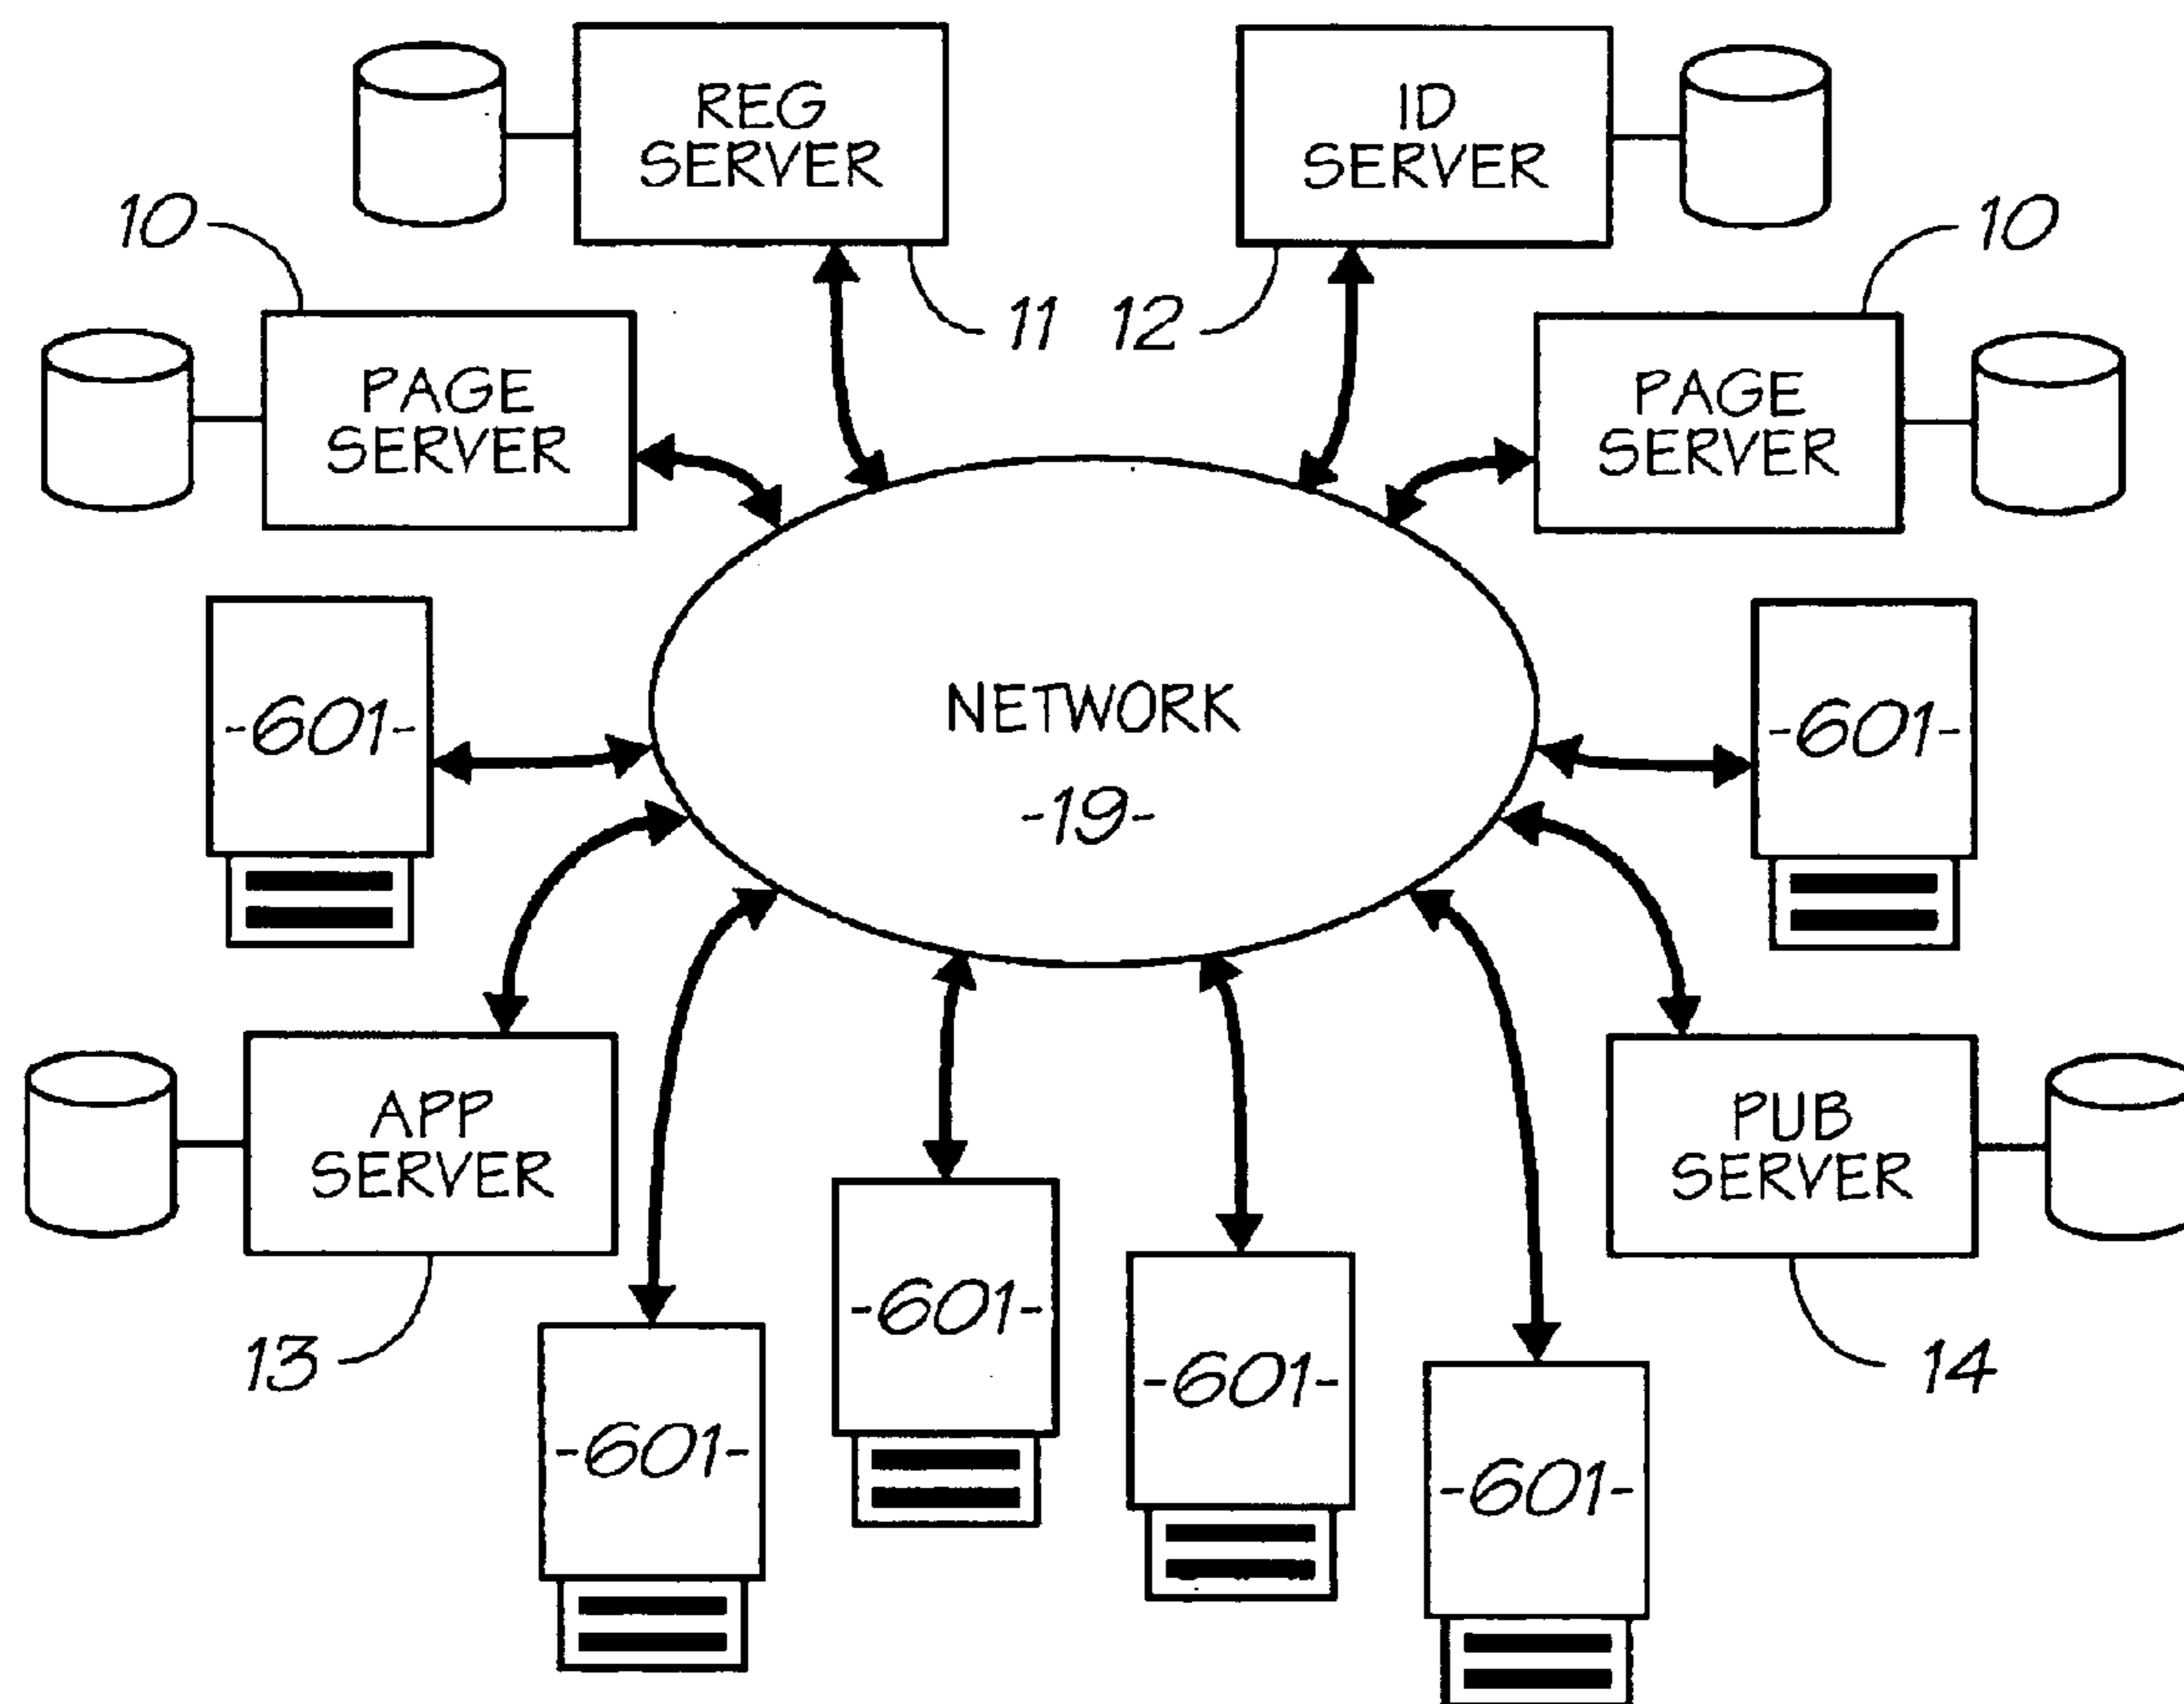 REG
SERVER
ID
SERVER
10
10
11
12
PAGE
SERVER
PAGE
SERVER
-601-
NETWORK
-19-
-601-
APP
SERVER
PUB
SERVER
13
-601-
-601-
-601-
-601-
14